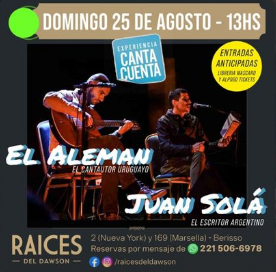 DOMINGO 25 DE AGOSTO - 13HS
EXPERIENCIA
CANTA
CUENTA
ENTRADAS
ANTICIPADAS
LIBRERIA NASCARO
Y ALPOGO TICKETS
EL ALEMAN
EL CANTAUTOR URUGUAYO
JUAN SOLÁ
EL ESCRITOR ARGENTINO
RAICES
DEL DAWSON
2 (Nueva York) y 169 (Marsella) - Berisso
Reservas por mensaje de 221 506-6978
/raicesdeldawson